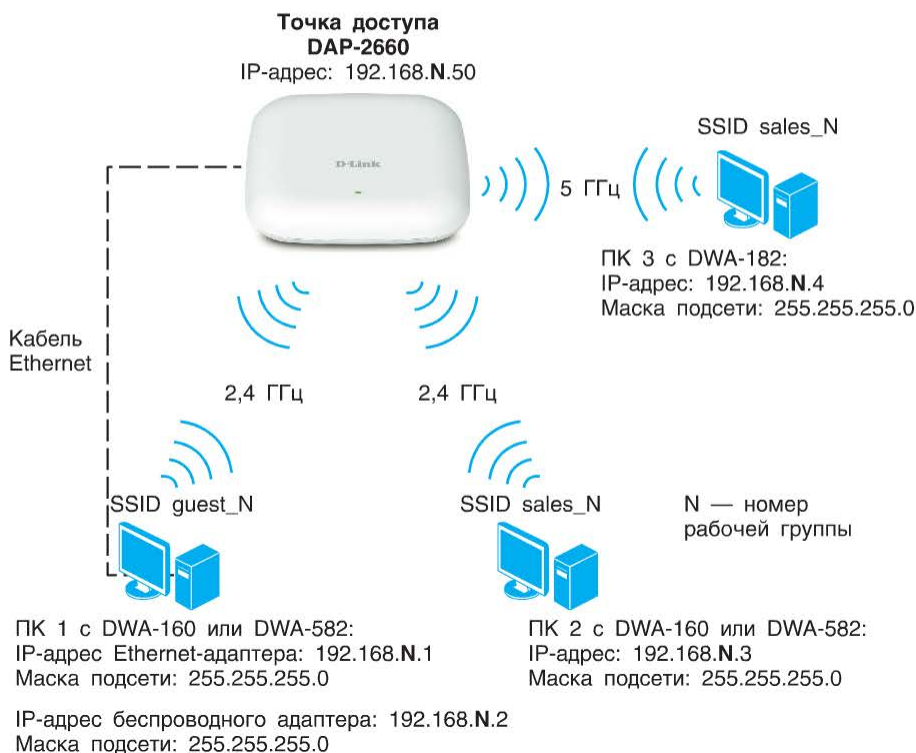 Точка доступа
DAP-2660
IP-адрес: 192.168.N.50
D-Link
SSID sales_N
5 ГГц
ПК 3 с DWA-182:
IP-адрес: 192.168.N.4
Маска подсети: 255.255.255.0
Кабель
Ethernet
2,4 ГГц
2,4 ГГц
SSID guest_N
SSID sales_N
N — номер
рабочей группы
ПК 1 с DWA-160 или DWA-582:
IP-адрес Ethernet-адаптера: 192.168.N.1
Маска подсети: 255.255.255.0
IP-адрес беспроводного адаптера: 192.168.N.2
Маска подсети: 255.255.255.0
ПК 2 с DWA-160 или DWA-582:
IP-адрес: 192.168.N.3
Маска подсети: 255.255.255.0